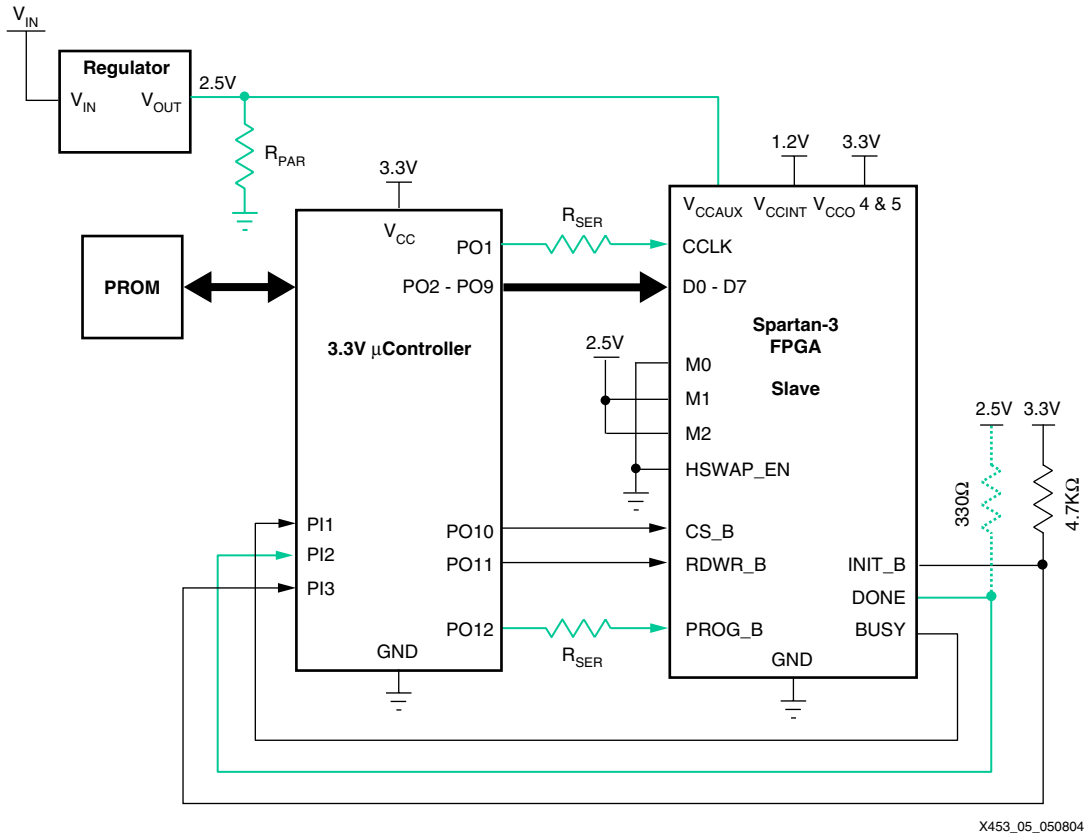 VIN
Regulator
VIN
VOUT
2.5V
RPAR
3.3V
VCC
PO1
RSER
PROM
PO2 - PO9
3.3V μController
PI1
PI2
PI3
PO10
PO11
PO12
RSER
GND
1.2V
3.3V
VCCAUX
VCCINT
VCCO 4 & 5
CCLK
D0 - D7
Spartan-3
FPGA
Slave
2.5V
M0
M1
M2
HSWAP_EN
CS_B
RDWR_B
PROG_B
INIT_B
DONE
BUSY
GND
2.5V
3.3V
330Ω
4.7KΩ
X453_05_050804